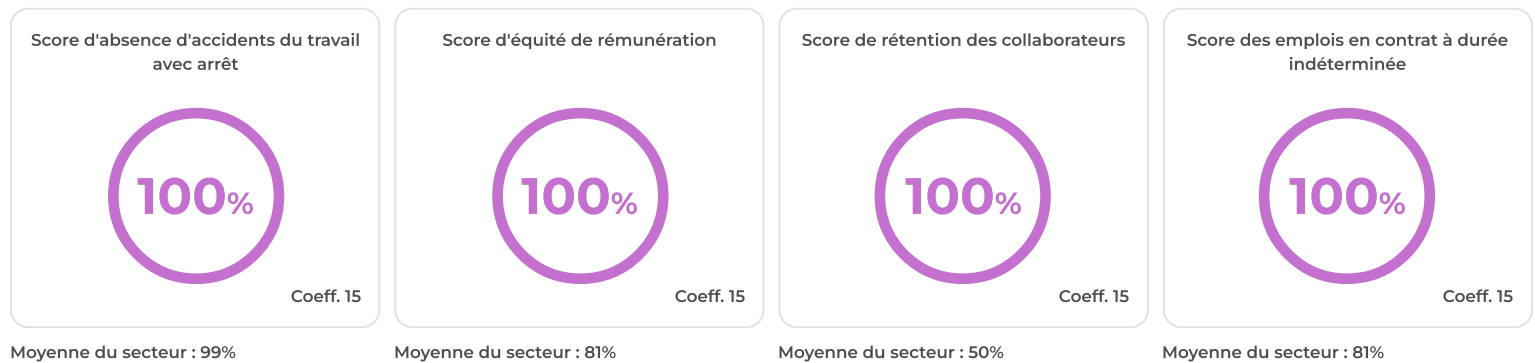 Score d'absence d'accidents du travail
avec arrêt
100%
Coeff. 15
Moyenne du secteur : 99%
Score d'équité de rémunération
100%
Coeff. 15
Moyenne du secteur : 81%
Score de rétention des collaborateurs
100%
Coeff. 15
Moyenne du secteur : 50%
Score des emplois en contrat à durée
indéterminée
100%
Coeff. 15
Moyenne du secteur : 81%